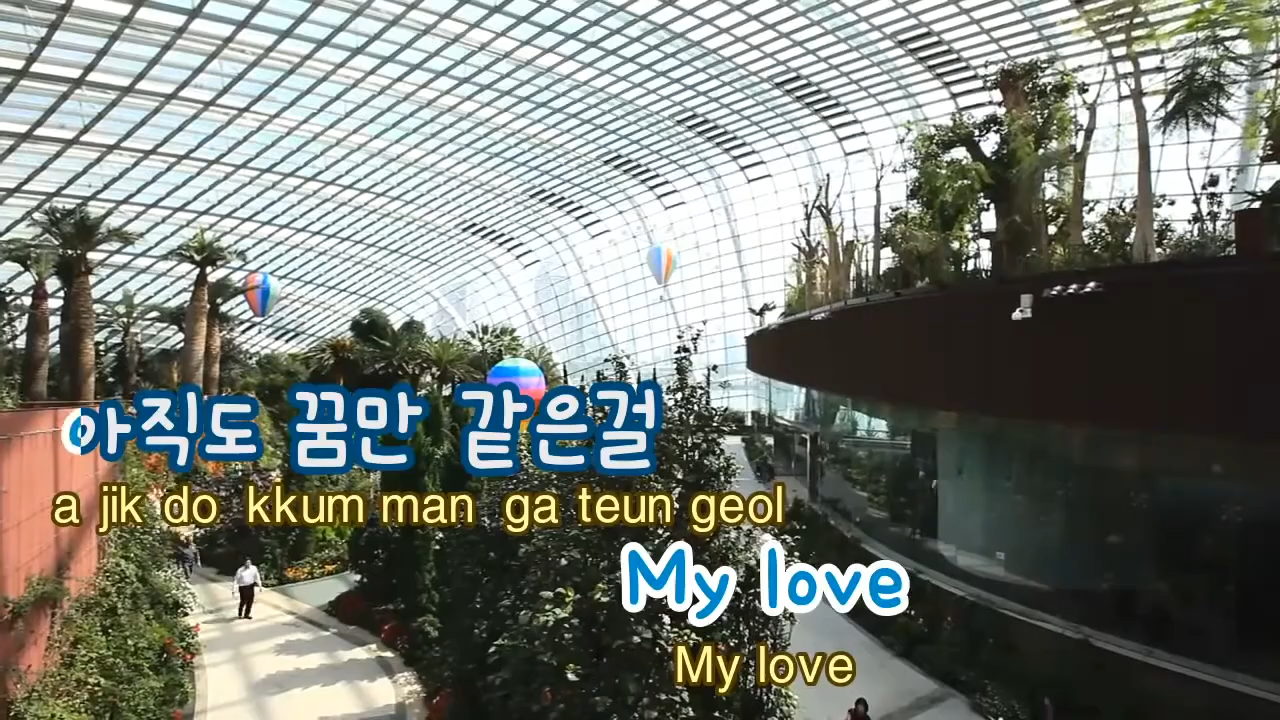 아직도 꿈만 같은걸
a jik do kkum man ga teun geol
My love
My love